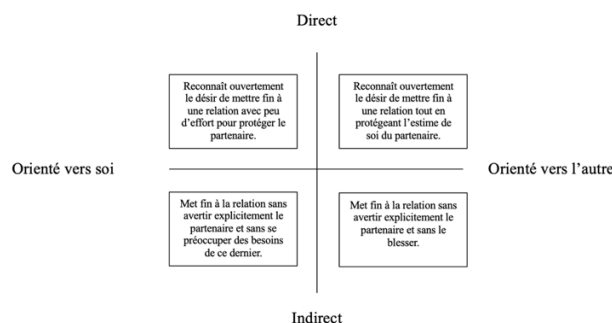 Direct
Reconnaît ouvertement
le désir de mettre fin à
une relation avec peu
d'effort pour protéger le
partenaire.
Reconnaît ouvertement
le désir de mettre fin à
une relation tout en
protégeant l'estime de
soi du partenaire.
Orienté vers soi
Orienté vers l'autre
Met fin à la relation sans
avertir explicitement le
partenaire et sans se
préoccuper des besoins
de ce dernier.
Met fin à la relation sans
avertir explicitement le
partenaire et sans le
blesser.
Indirect